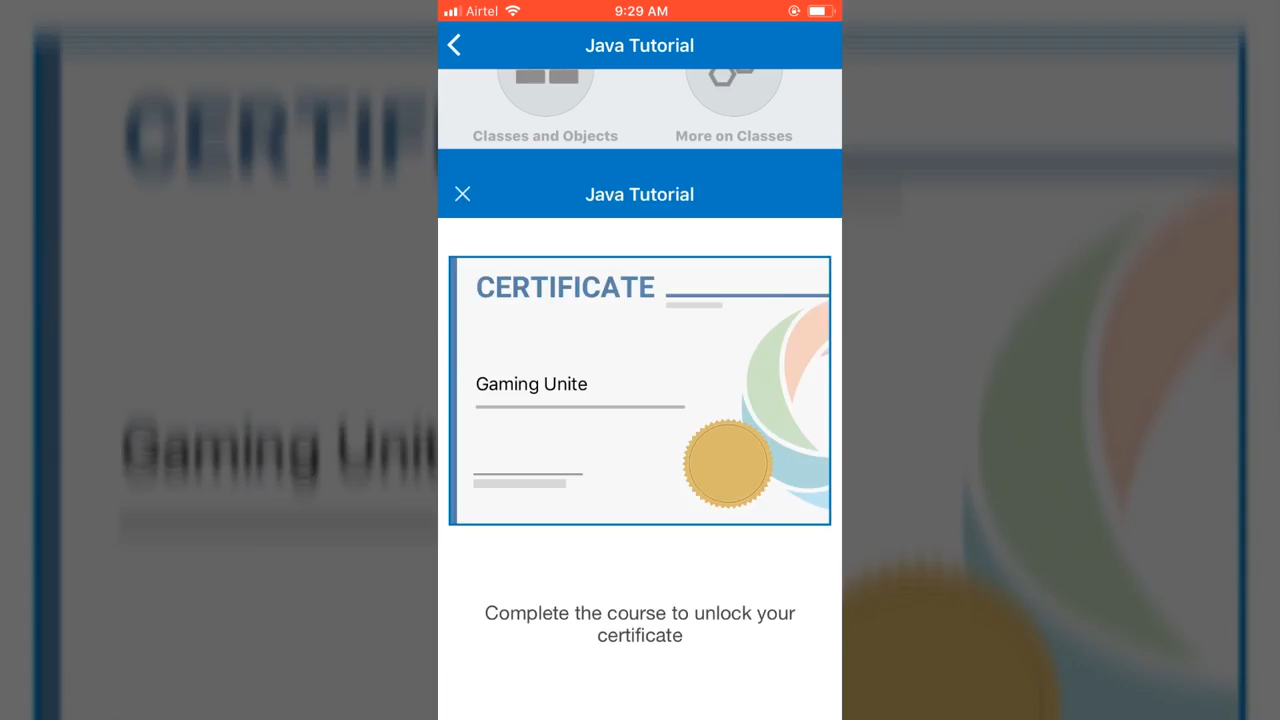 Airtel 9:29 AM
Java Tutorial
Classes and Objects More on Classes
Java Tutorial
CERTIFICATE
Gaming Unite
Complete the course to unlock your
certificate
CERTIF
Gaming Unit